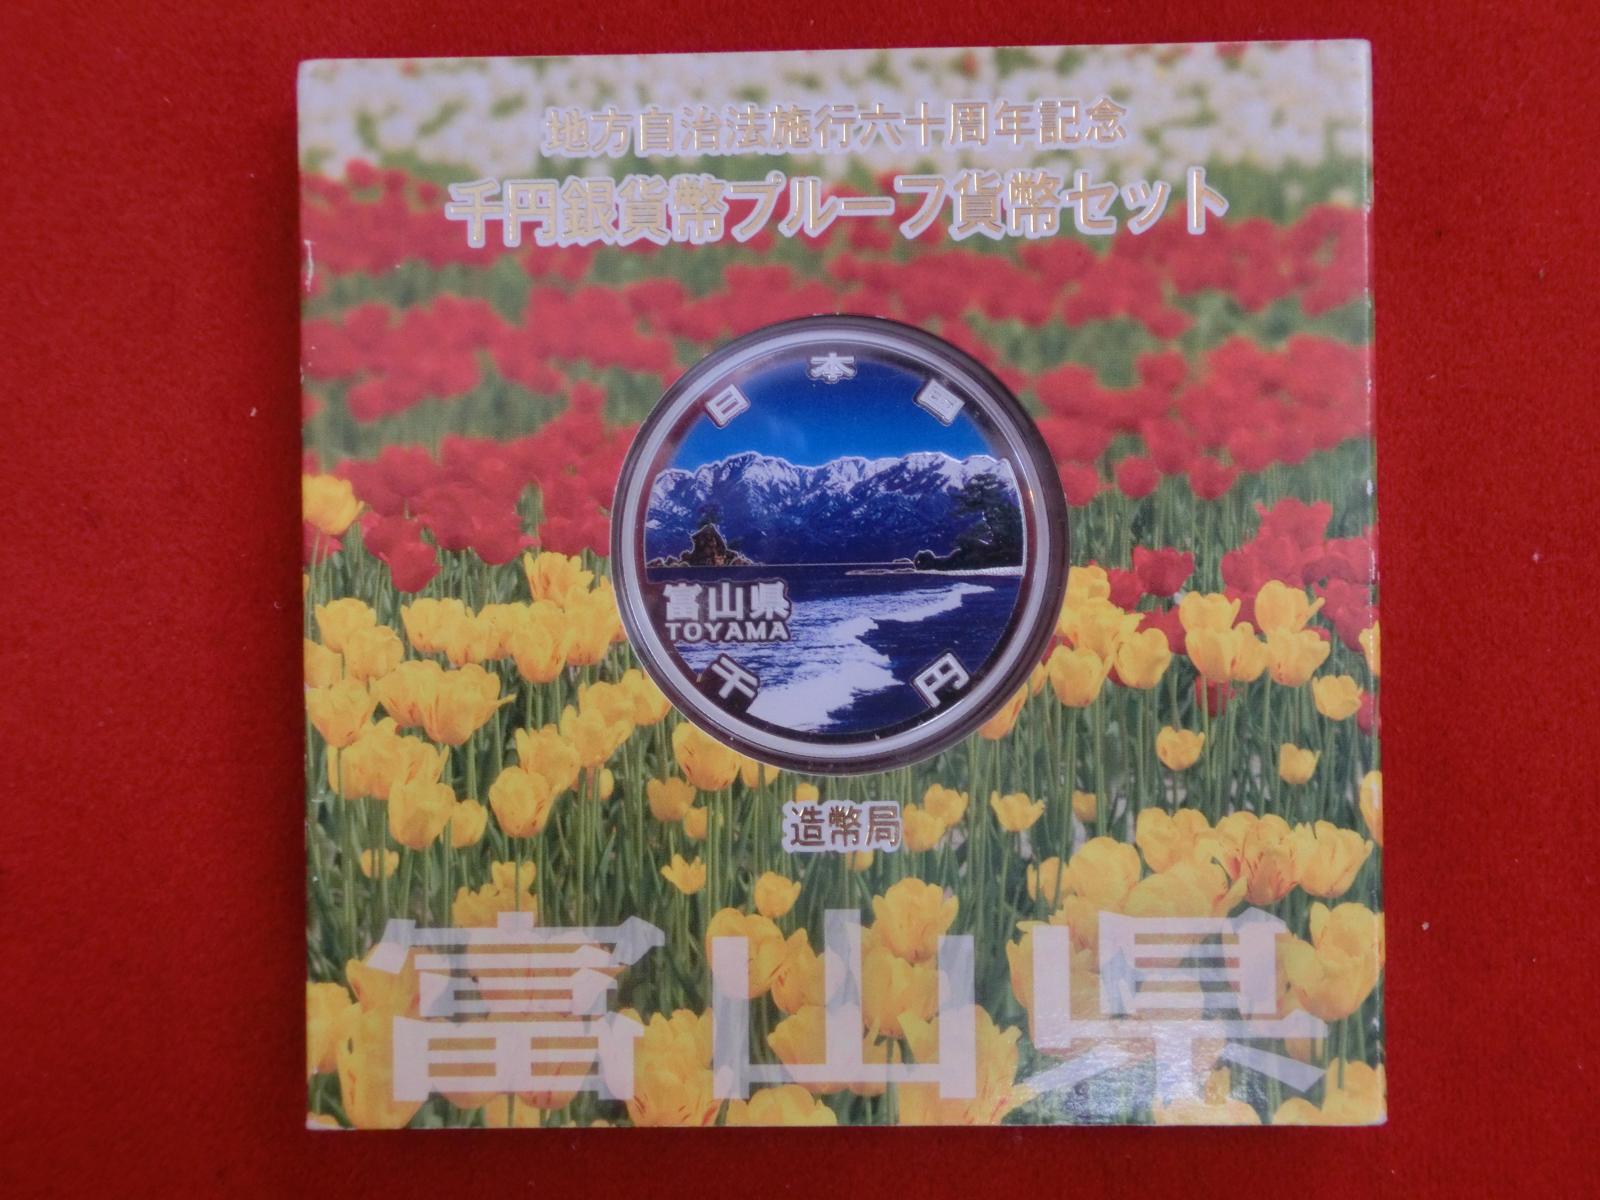 地方自治法施行六十周年記念
千円銀貨幣プルーフ貨幣セット
日本国
富山県
TOYAMA
千円
造幣局
富山県